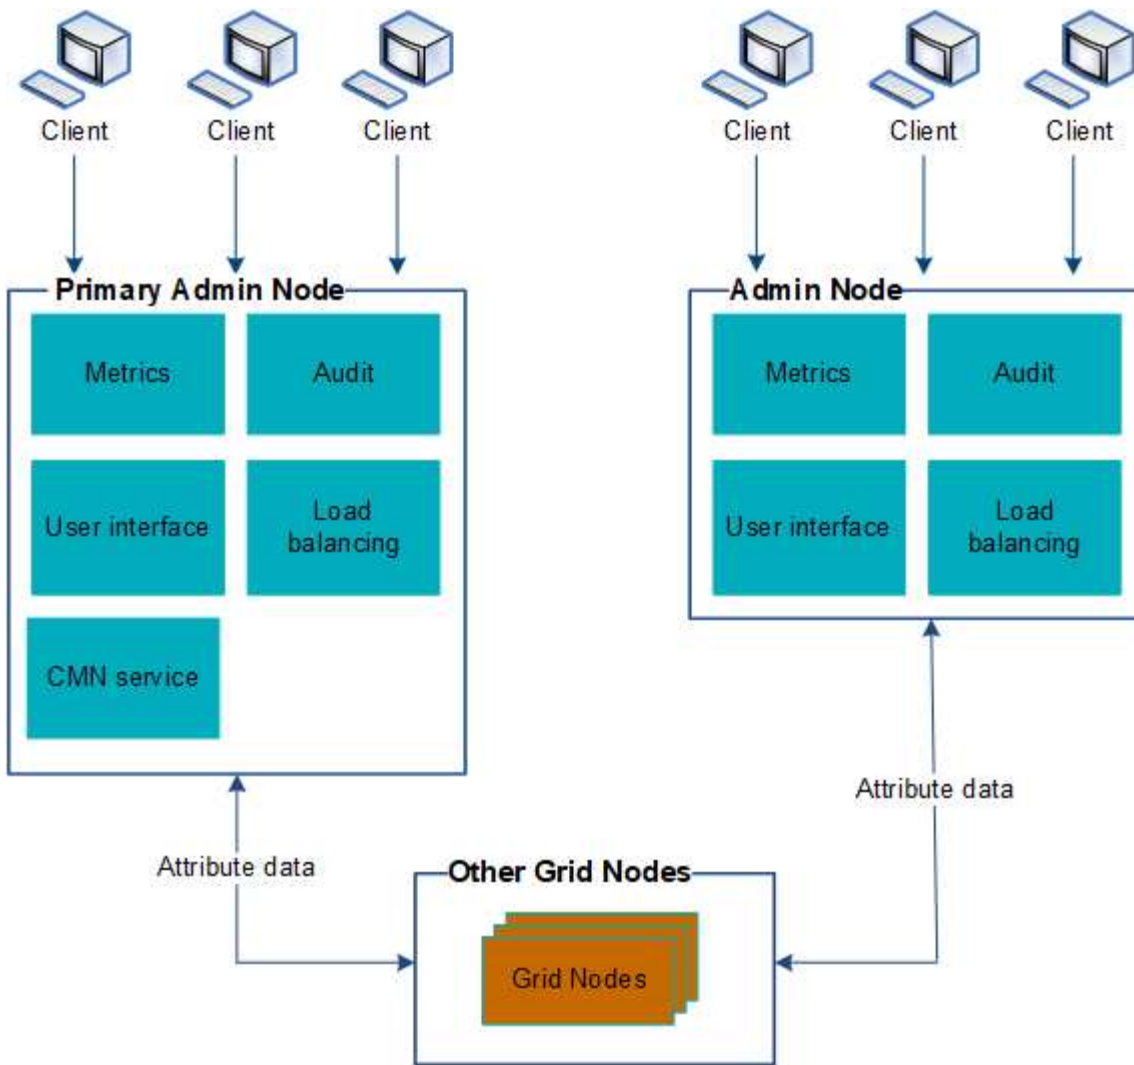 Client
Client
Client
Client
Client
Client
Primary Admin Node
Metrics
Audit
User interface
Load
balancing
CMN service
Admin Node
Metrics
Audit
User interface
Load
balancing
Attribute data
Attribute data
Other Grid Nodes
Grid Nodes